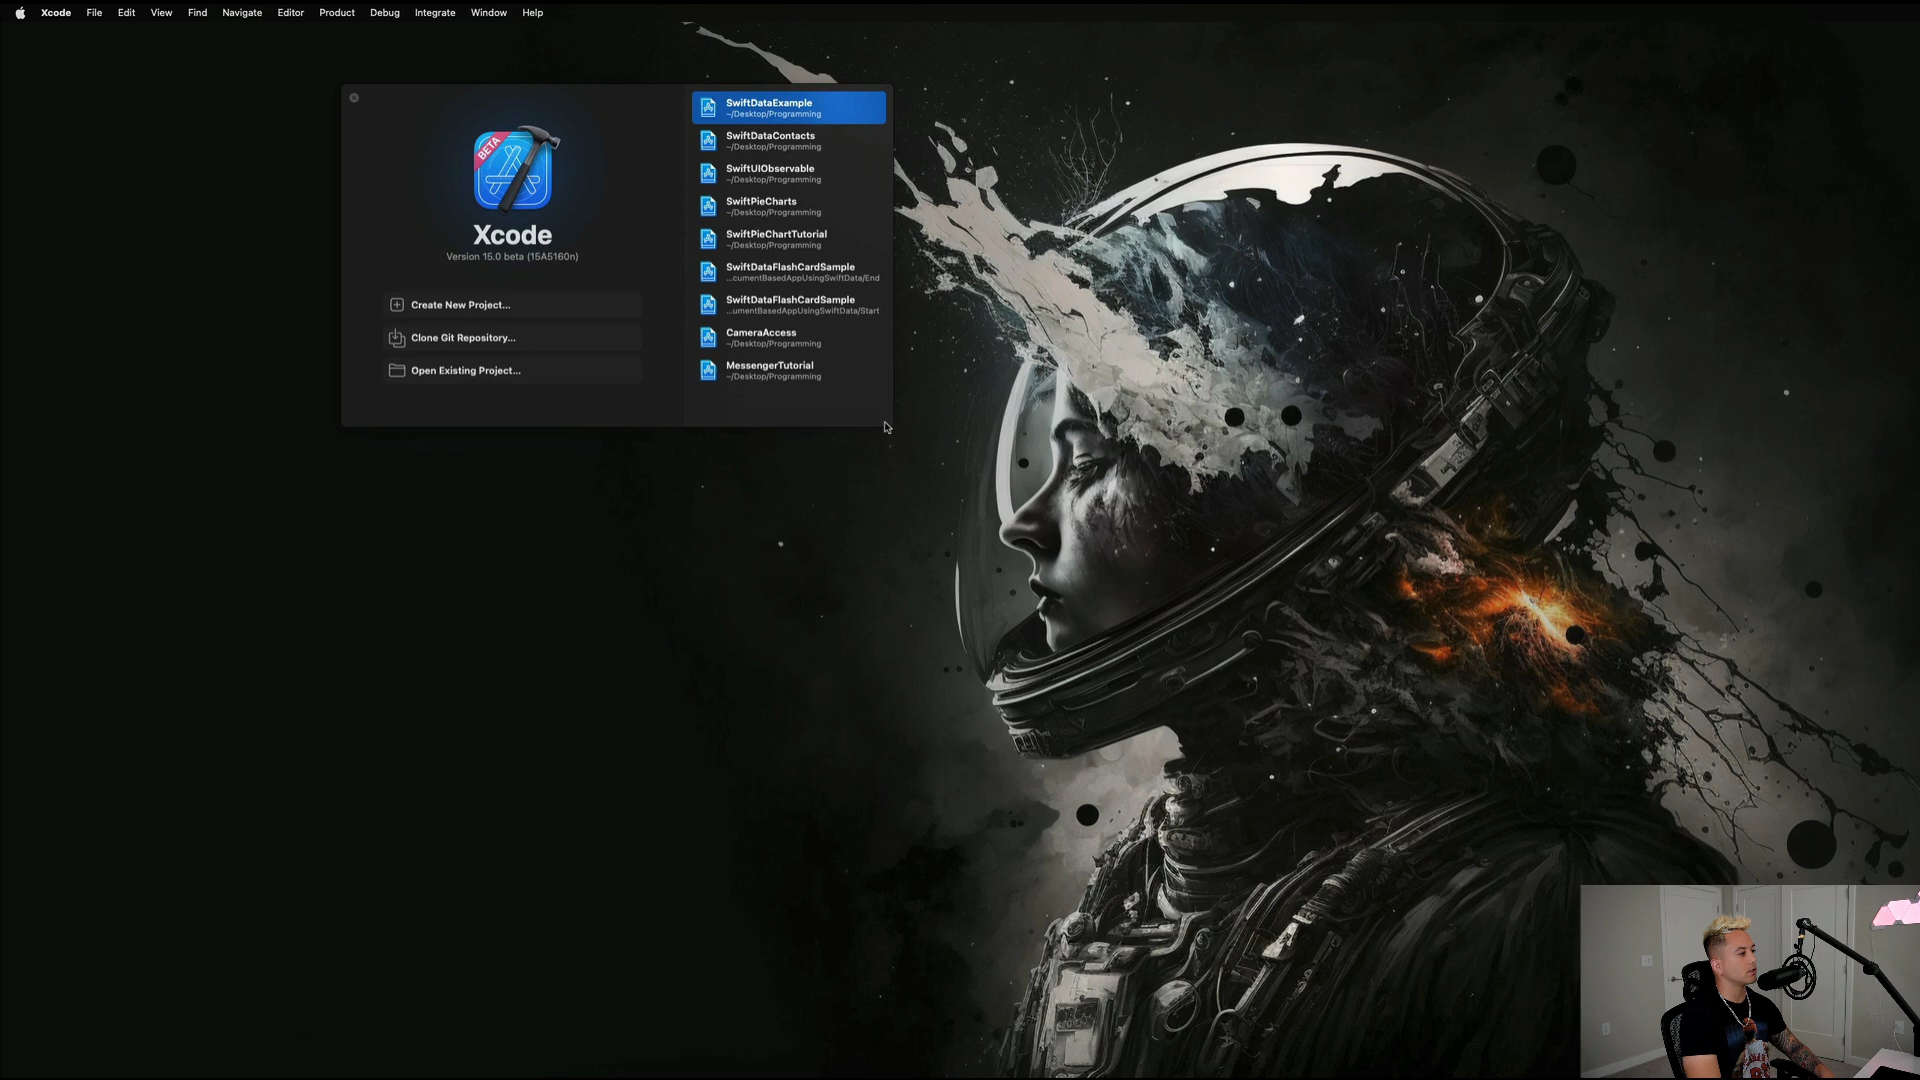 Xcode File Edit View Find Navigate Editor Product Debug Integrate Window Help
BETA
Xcode
Version 15.0 beta (15A5160n)
Create New Project...
Clone Git Repository...
Open Existing Project...
SwiftDataExample
~/Desktop/Programming
SwiftDataContacts
~/Desktop/Programming
SwiftUIObservable
~/Desktop/Programming
SwiftPieCharts
~/Desktop/Programming
SwiftPieChartTutorial
~/Desktop/Programming
SwiftDataFlashCardSample
...cumentBasedAppUsingSwiftData/End
SwiftDataFlashCardSample
...umentBasedAppUsingSwiftData/Start
CameraAccess
~/Desktop/Programming
MessengerTutorial
~/Desktop/Programming